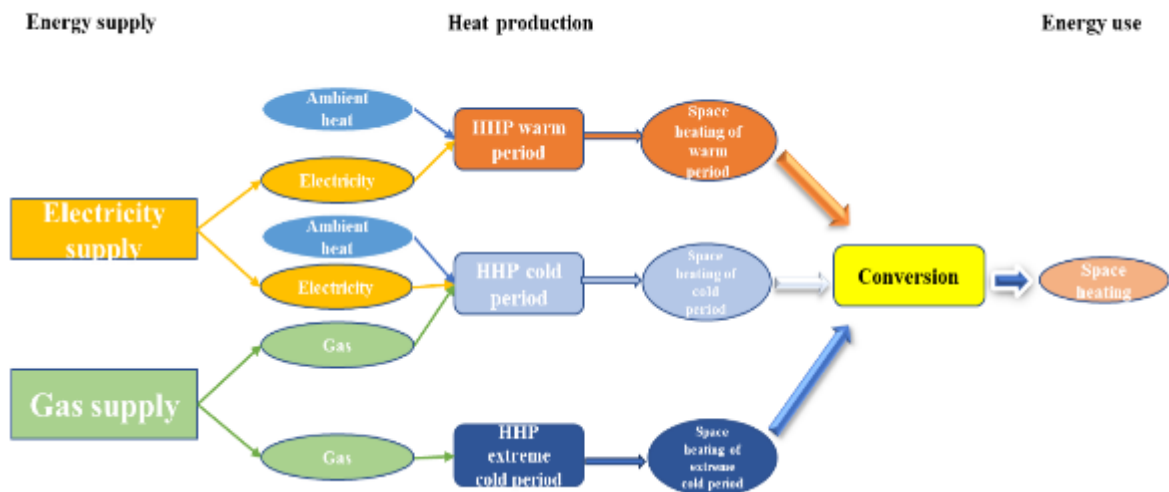 Energy supply
Heat production
Energy use
Ambient
heat
HHP warm
period
Space
heating of
warm
period
Electricity
Electricity
supply
Ambient
heat
Electricity
HHP cold
period
Space
heating of
cold
period
Conversion
Space
heating
Gas
Gas supply
Gas
HHP
extreme
cold period
Space
heating of
extreme
cold period